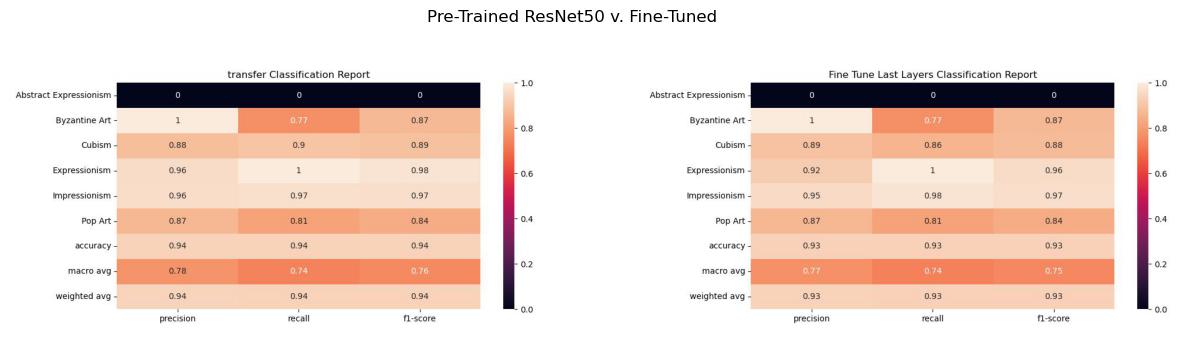 Pre-Trained ResNet50 v. Fine-Tuned
transfer Classification Report
Abstract Expressionism 0 0 0
Byzantine Art 1 0.77 0.87
Cubism 0.88 0.9 0.89
Expressionism 0.96 1 0.98
Impressionism 0.96 0.97 0.97
Pop Art 0.87 0.81 0.84
accuracy 0.94 0.94 0.94
macro avg 0.78 0.74 0.76
weighted avg 0.94 0.94 0.94
precision recall f1-score
1.0
0.8
0.6
0.4
0.2
0.0
Fine Tune Last Layers Classification Report
Abstract Expressionism 0 0 0
Byzantine Art 1 0.77 0.87
Cubism 0.89 0.86 0.88
Expressionism 0.92 1 0.96
Impressionism 0.95 0.98 0.97
Pop Art 0.87 0.81 0.84
accuracy 0.93 0.93 0.93
macro avg 0.77 0.74 0.75
weighted avg 0.93 0.93 0.93
precision recall f1-score
1.0
0.8
0.6
0.4
0.2
0.0